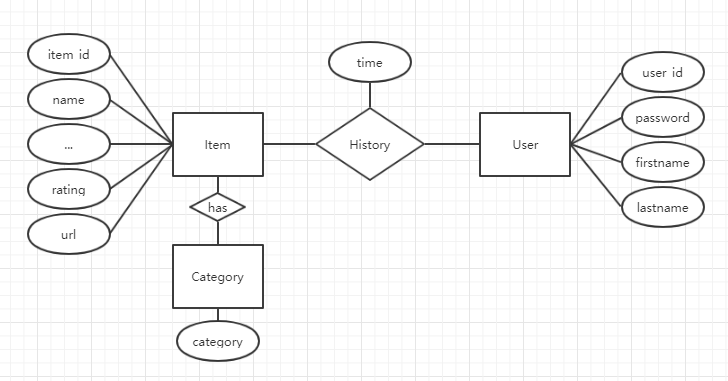 item id
name
...
rating
url
Item
has
Category
category
time
History
User
user id
password
firstname
lastname